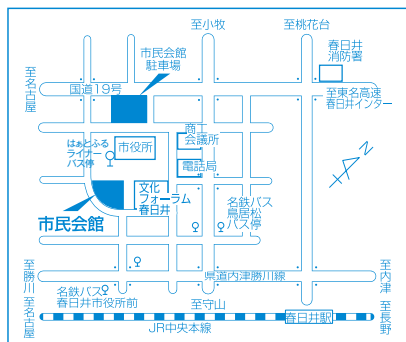 至小牧
至桃花台
市民会館
駐車場
春日井
消防署
至名古屋
国道19号
至東名高速
春日井インター
商工
会議所
はぁとふる
ライナー
バス停
市役所
電話局
N
文化
フォーラム
春日井
名鉄バス
鳥居松
バス停
市民会館
至勝川
県道内津勝川線
至内津
名鉄バス
春日井市役所前
至守山
至名古屋
春日井駅
至長野
JR中央本線